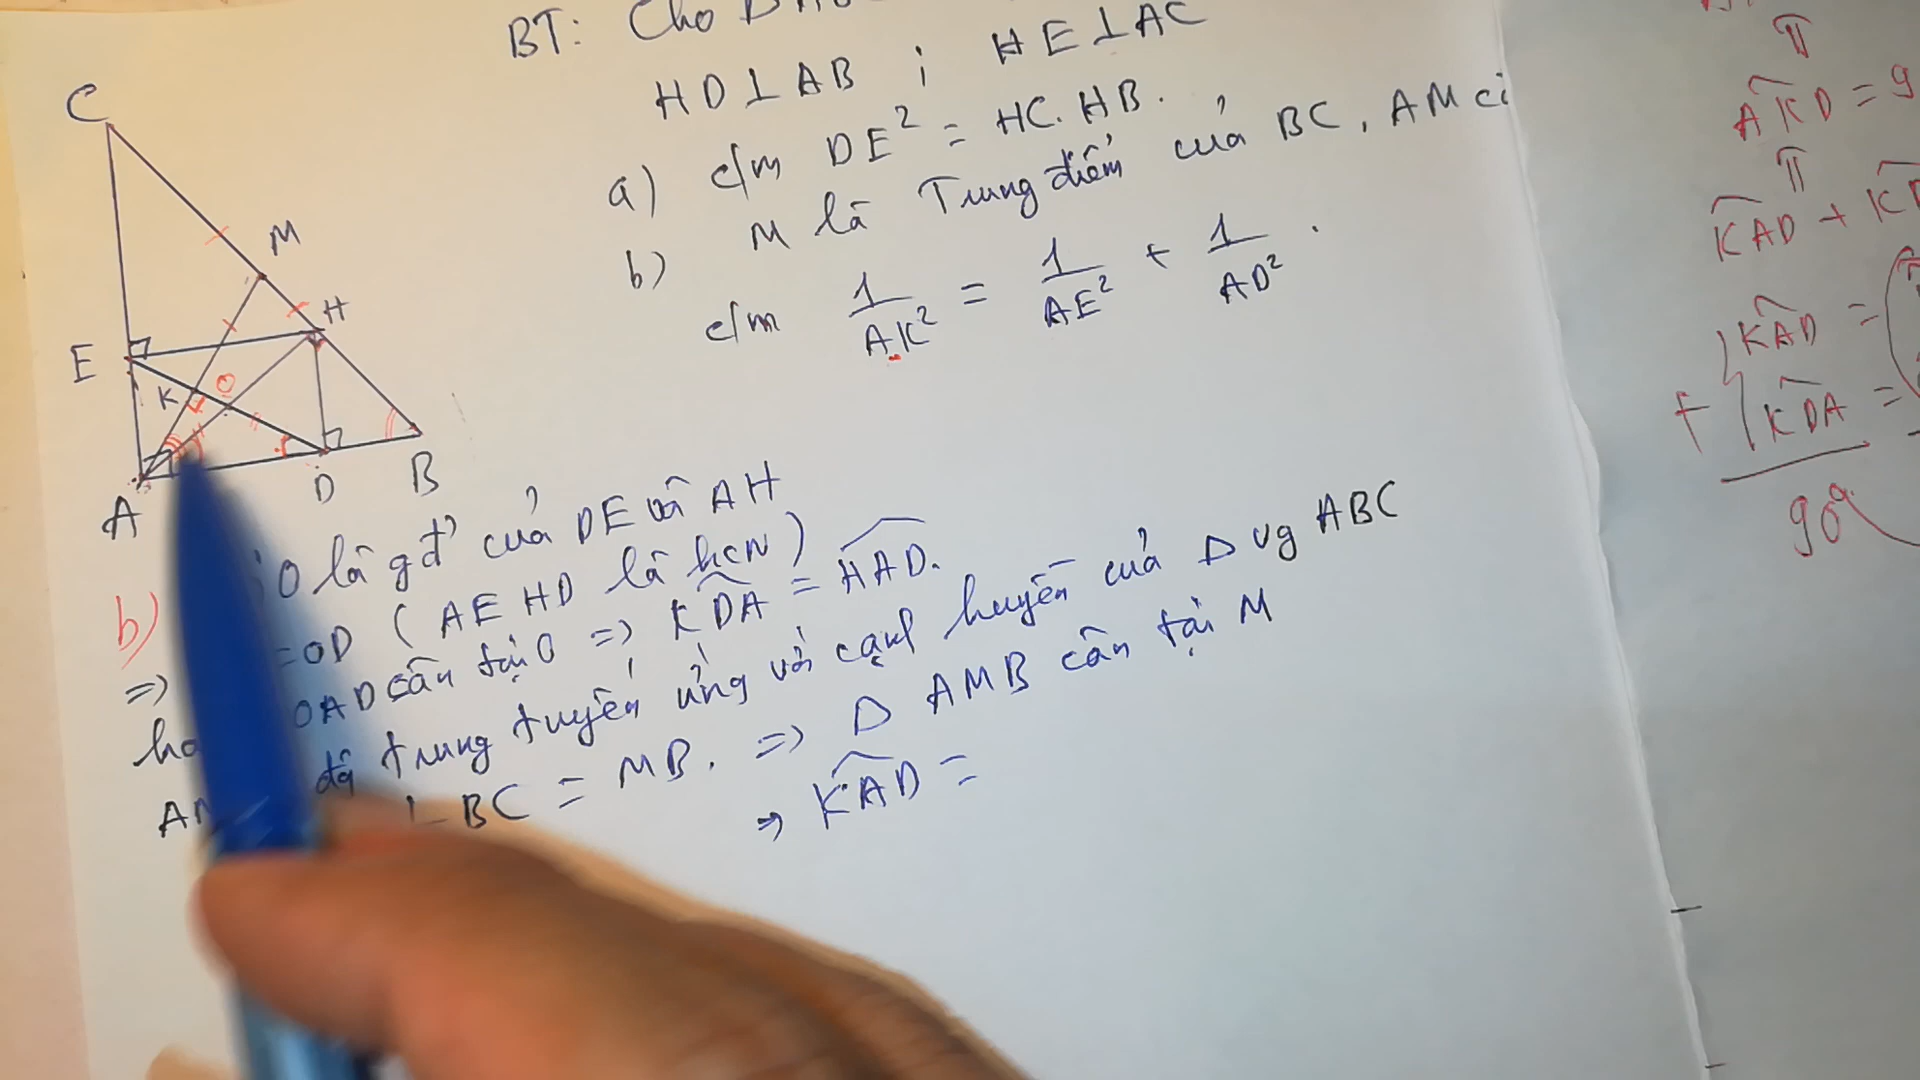 BT: Cho
HD⊥AB ; HE⊥AC
a) c/m DE² = HC.HB.
b) M là Trung điểm của BC, AM
c/m 1/AK² = 1/AE² + 1/AD².
C
M
H
E
K
O
A
D
B
b) O là gđ' của DE và AH
=> =OD (AEHD là hcn)
OAD cân tại O => KDA = HAD.
trung tuyến ứng với cạnh huyền của Δ vg ABC
BC = MB. => Δ AMB cân tại M
=> KAD =
AKD = 9
KAD + KD
KAD =
+ KDA =
90°